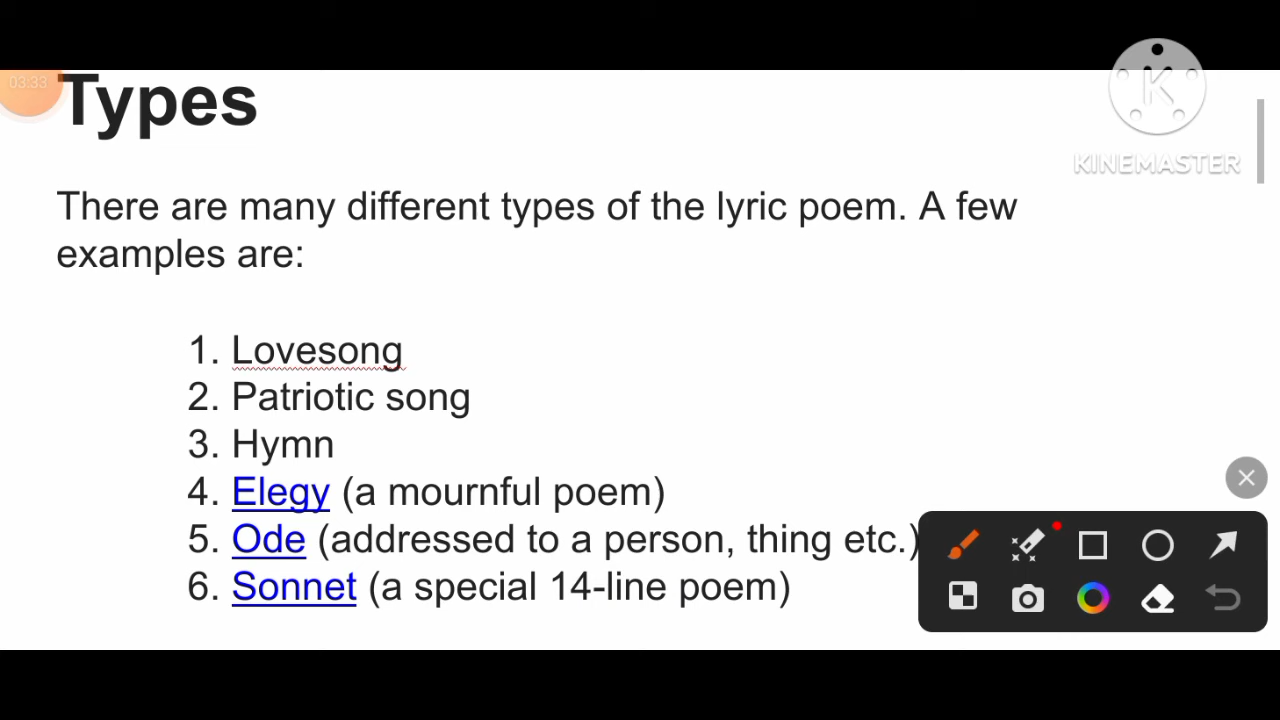 03:33
Types
KINEMASTER
There are many different types of the lyric poem. A few
examples are:
1. Lovesong
2. Patriotic song
3. Hymn
4. Elegy (a mournful poem)
5. Ode (addressed to a person, thing etc.)
6. Sonnet (a special 14-line poem)